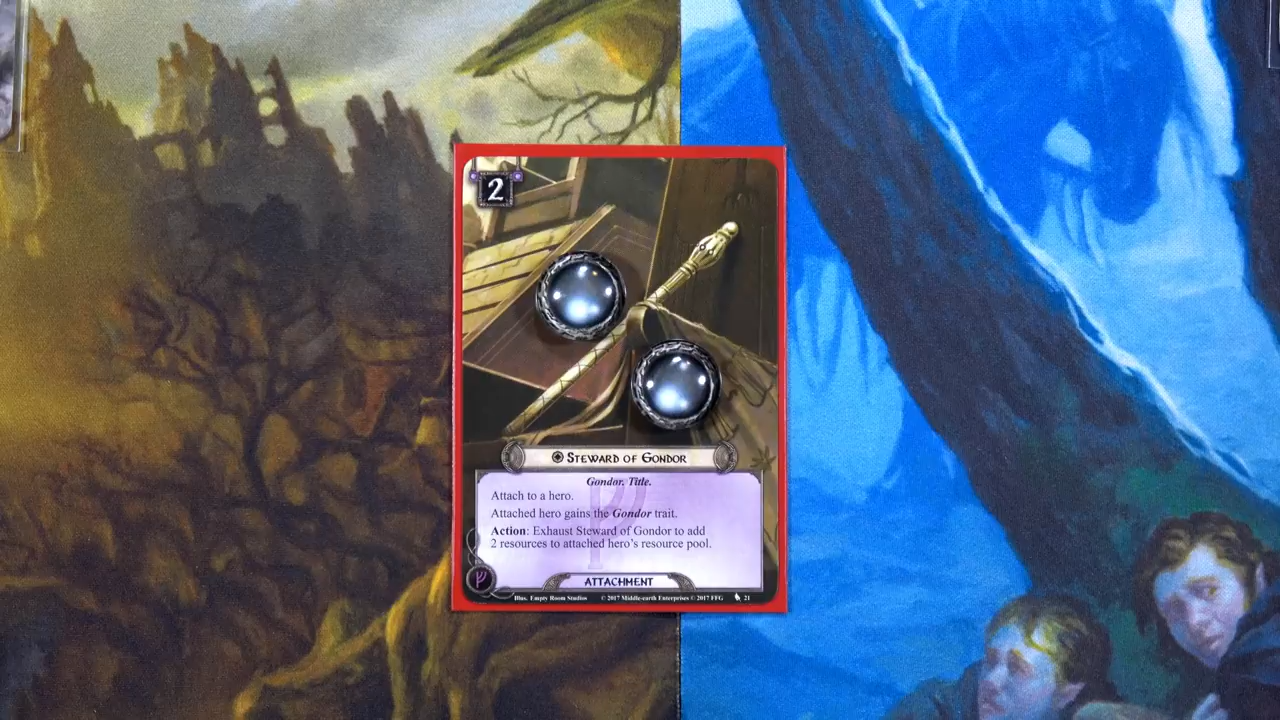 2
STEWARD OF GONDOR
Gondor. Title.
Attach to a hero.
Attached hero gains the Gondor trait.
Action: Exhaust Steward of Gondor to add
2 resources to attached hero's resource pool.
ATTACHMENT
Illus. Empty Room Studios © 2017 Middle-earth Enterprises © 2017 FFG 21